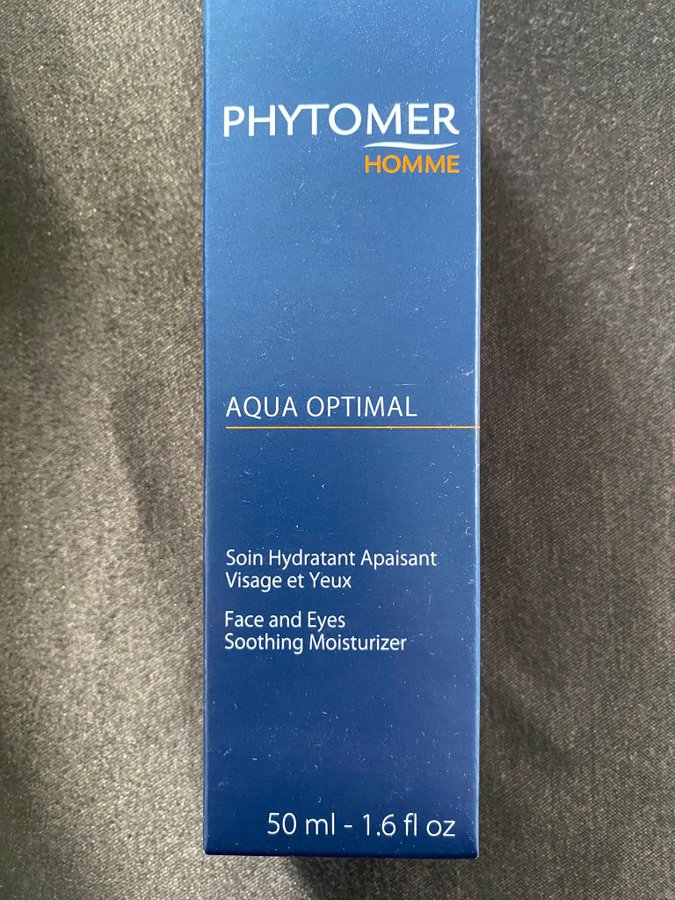 PHYTOMER
HOMME
AQUA OPTIMAL
Soin Hydratant Apaisant
Visage et Yeux
Face and Eyes
Soothing Moisturizer
50 ml - 1.6 fl oz